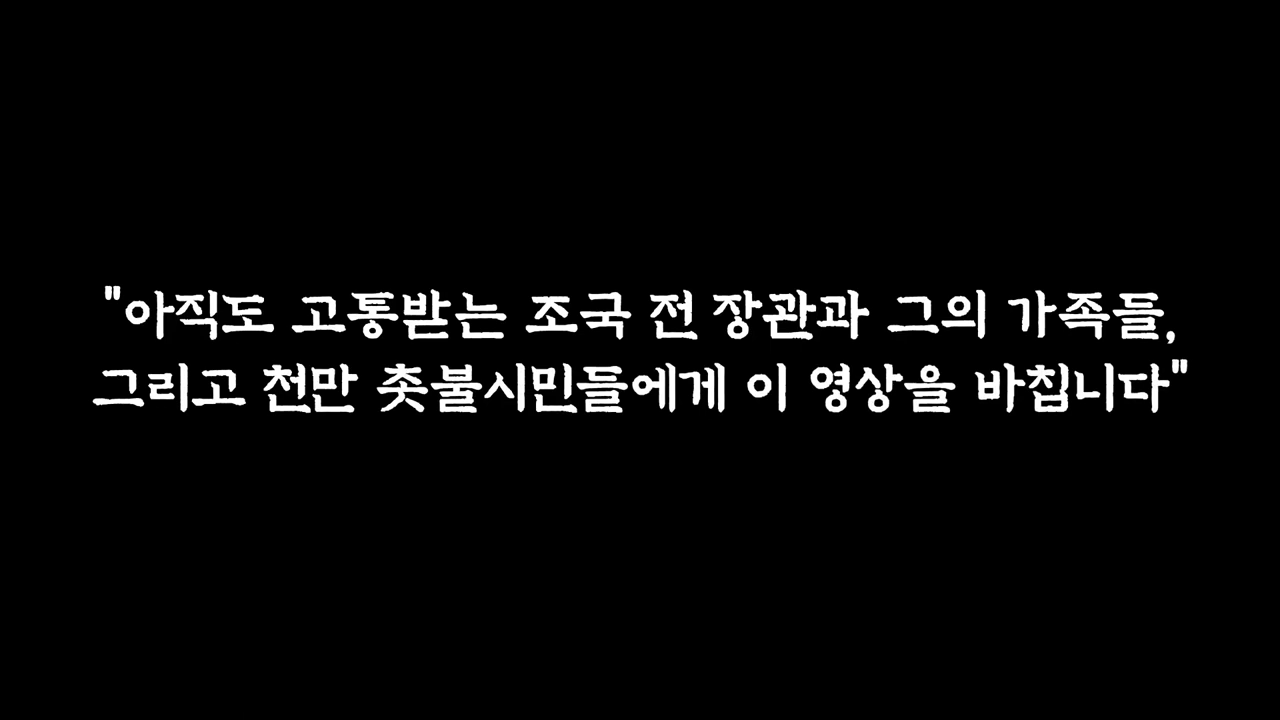 "아직도 고통받는 조국 전 장관과 그의 가족들,
그리고 천만 촛불시민들에게 이 영상을 바칩니다"